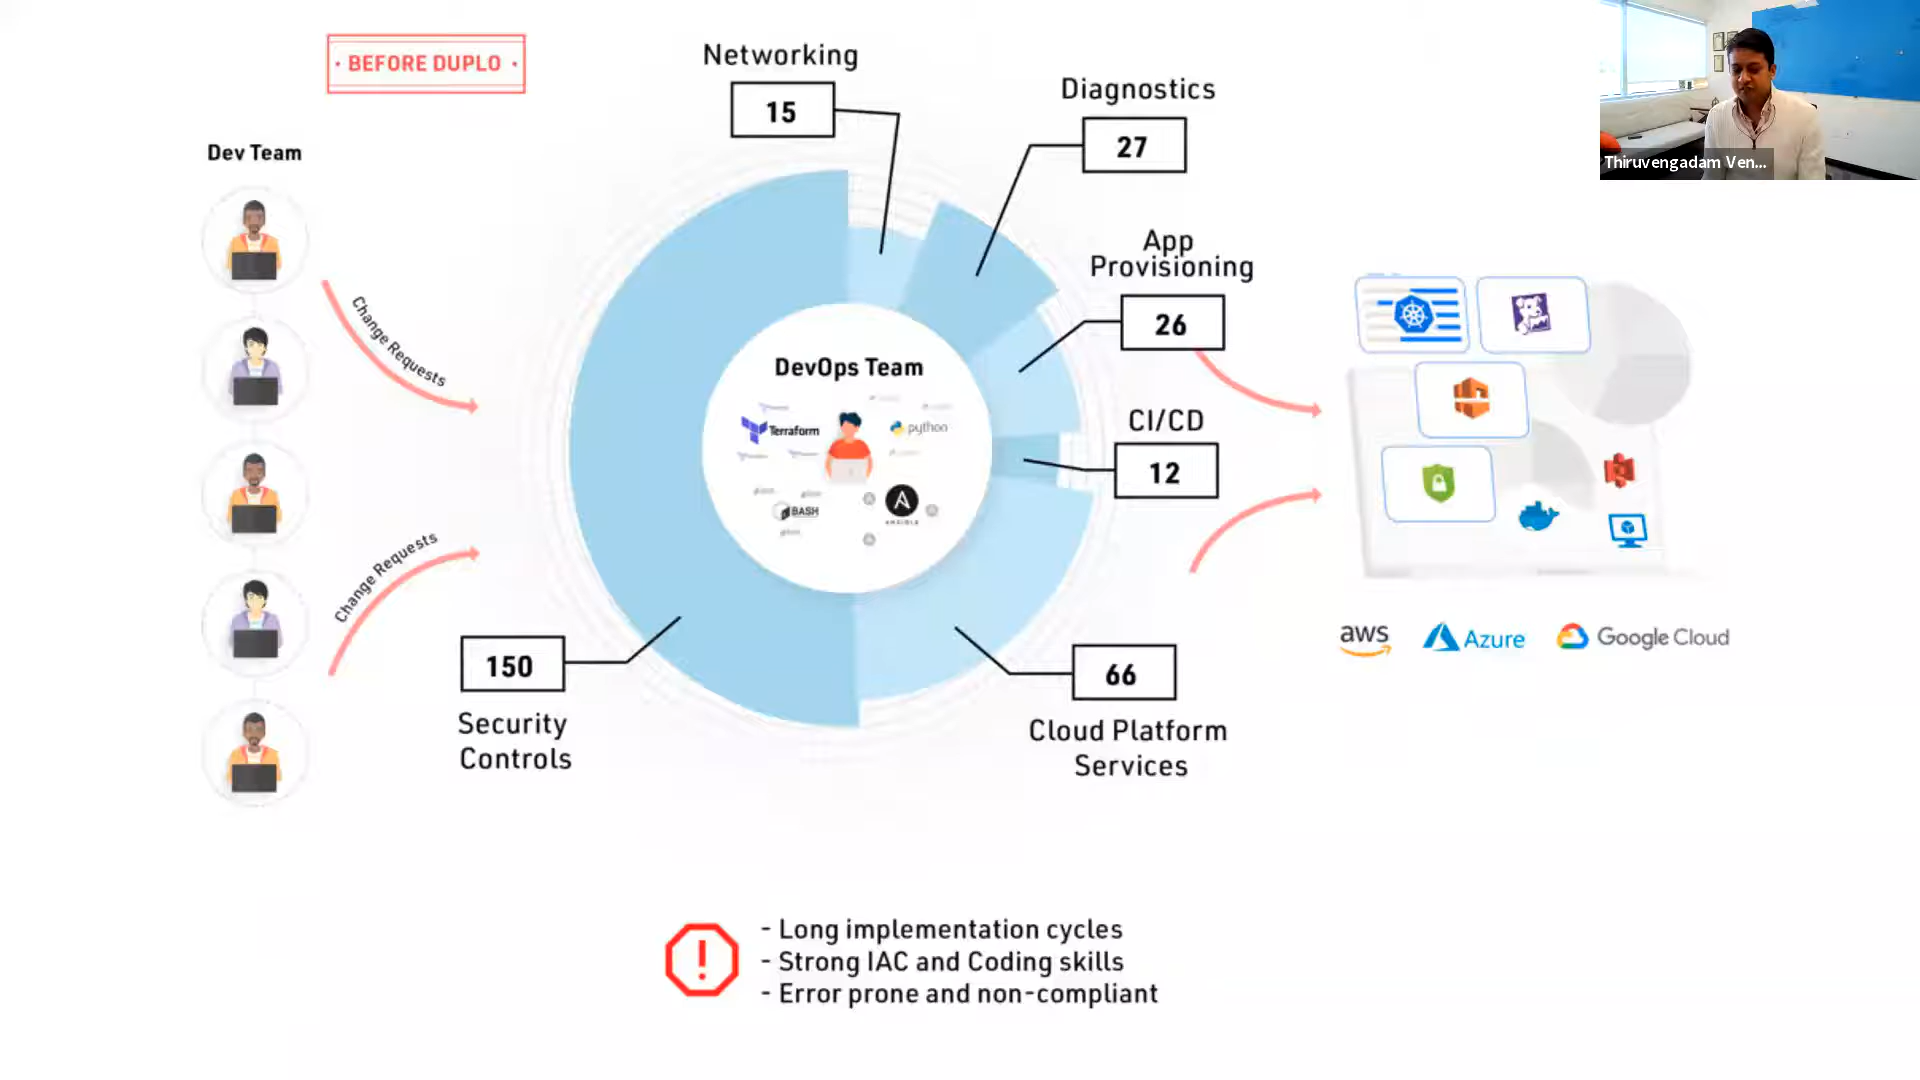 · BEFORE DUPLO ·
Networking
15
Diagnostics
27
Thiruvengadam Ven...
Dev Team
App
Provisioning
26
Change Requests
DevOps Team
Terraform
python
CI/CD
12
BASH
ANSIBLE
Change Requests
150
Security
Controls
66
Cloud Platform
Services
aws
Azure
Google Cloud
- Long implementation cycles
- Strong IAC and Coding skills
- Error prone and non-compliant